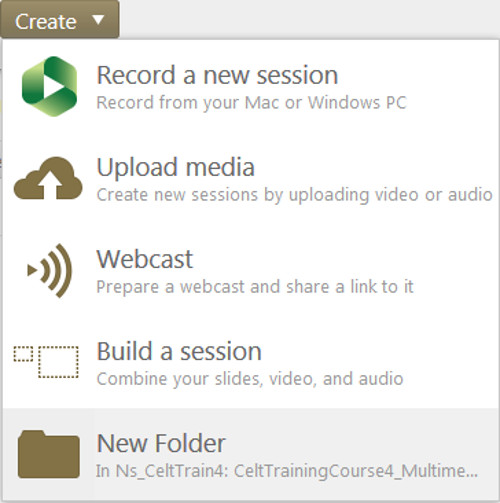 Create
Record a new session
Record from your Mac or Windows PC
Upload media
Create new sessions by uploading video or audio
Webcast
Prepare a webcast and share a link to it
Build a session
Combine your slides, video, and audio
New Folder
In Ns_CeltTrain4: CeltTrainingCourse4_Multime...